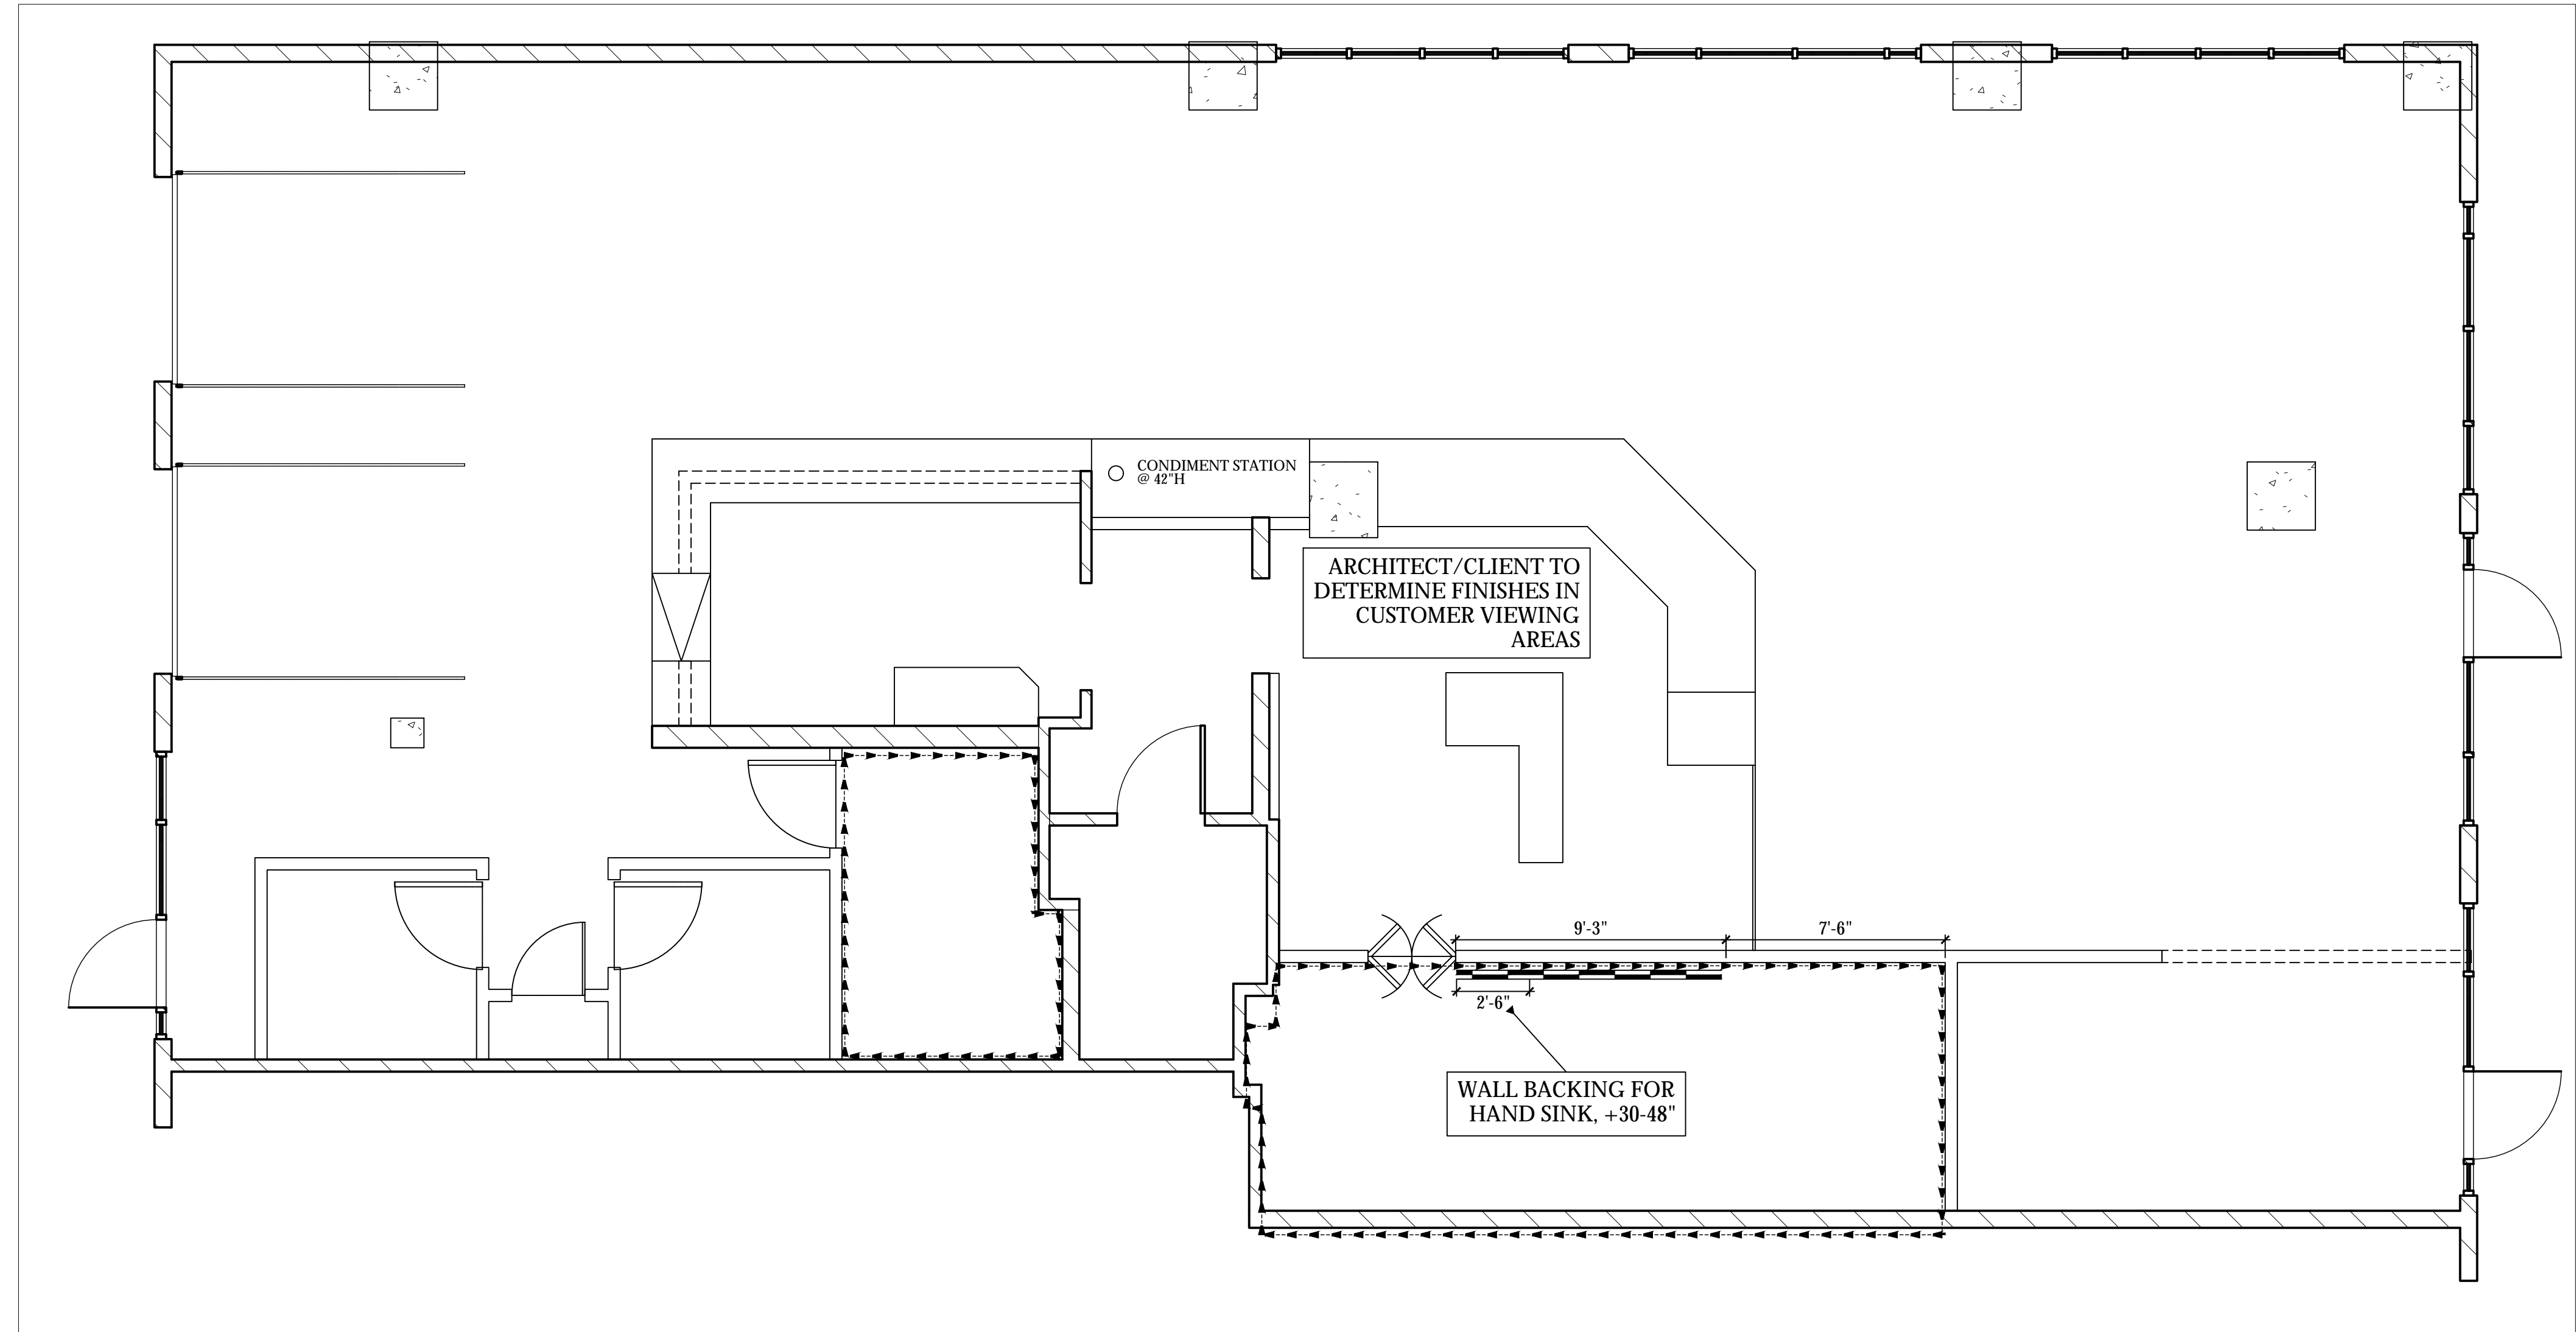 CONDIMENT STATION
@ 42"H
ARCHITECT/CLIENT TO
DETERMINE FINISHES IN
CUSTOMER VIEWING
AREAS
9'-3"
7'-6"
2'-6"
WALL BACKING FOR
HAND SINK, +30-48"